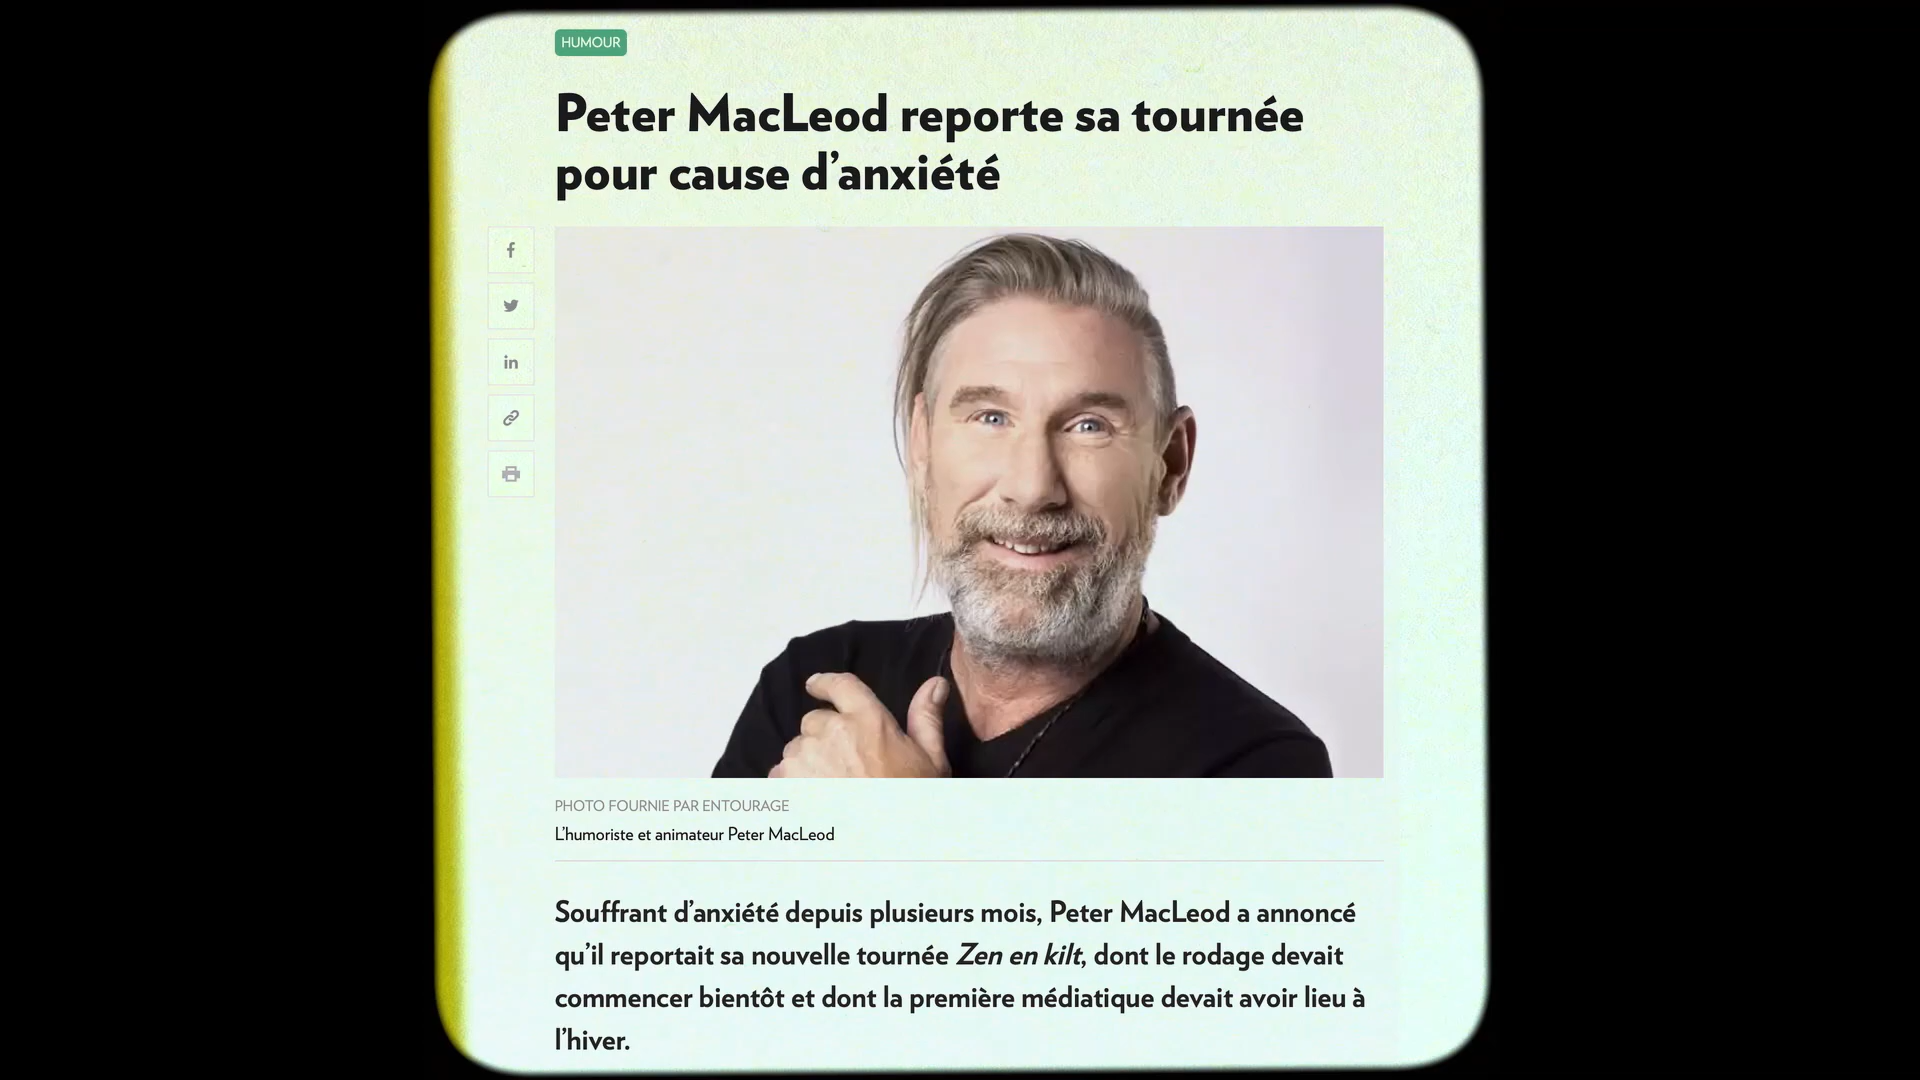 HUMOUR
Peter MacLeod reporte sa tournée
pour cause d’anxiété
f
in
PHOTO FOURNIE PAR ENTOURAGE
L’humoriste et animateur Peter MacLeod
Souffrant d’anxiété depuis plusieurs mois, Peter MacLeod a annoncé
qu’il reportait sa nouvelle tournée Zen en kilt, dont le rodage devait
commencer bientôt et dont la première médiatique devait avoir lieu à
l’hiver.